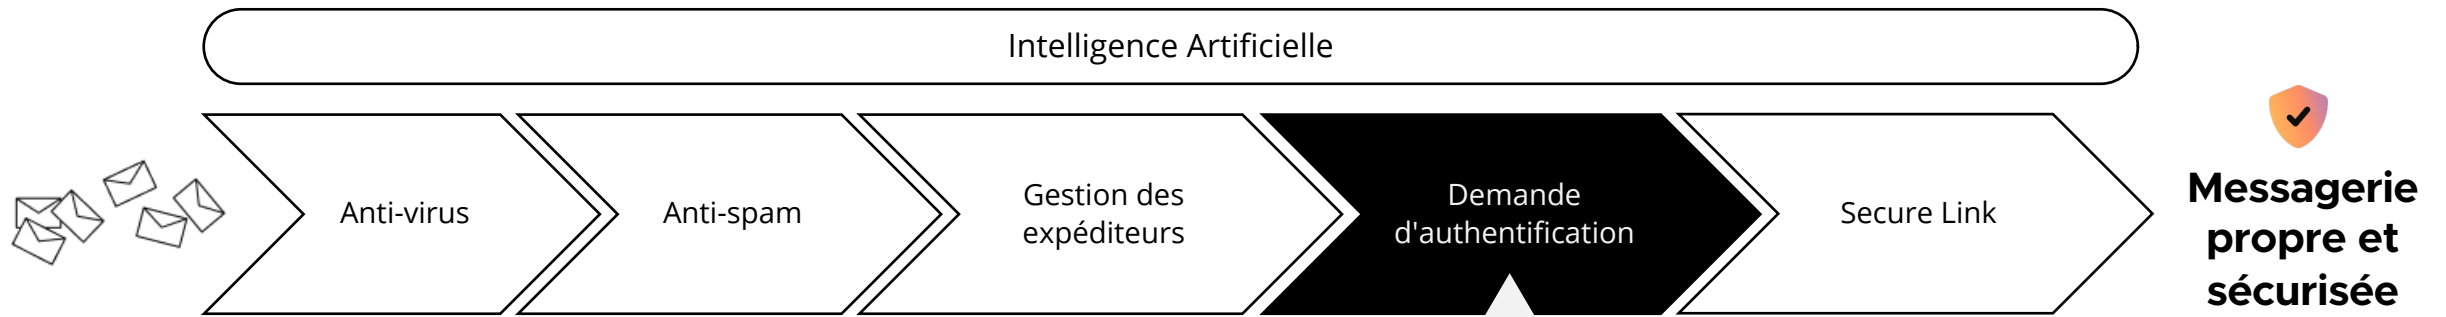 Intelligence Artificielle
Anti-virus
Anti-spam
Gestion des
expéditeurs
Demande
d'authentification
Secure Link
Messagerie
propre et
sécurisée